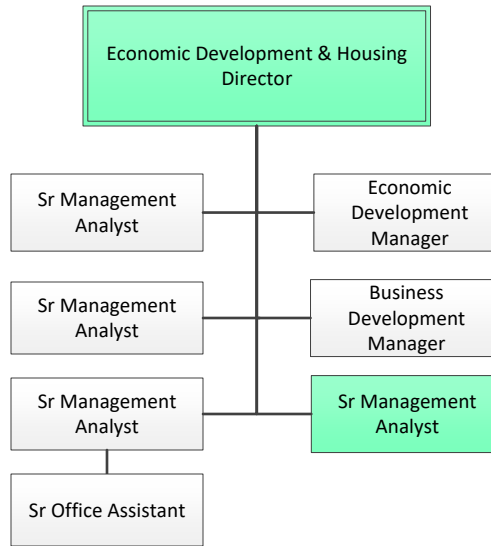 Economic Development & Housing
Director
Sr Management
Analyst
Economic
Development
Manager
Sr Management
Analyst
Business
Development
Manager
Sr Management
Analyst
Sr Management
Analyst
Sr Office Assistant